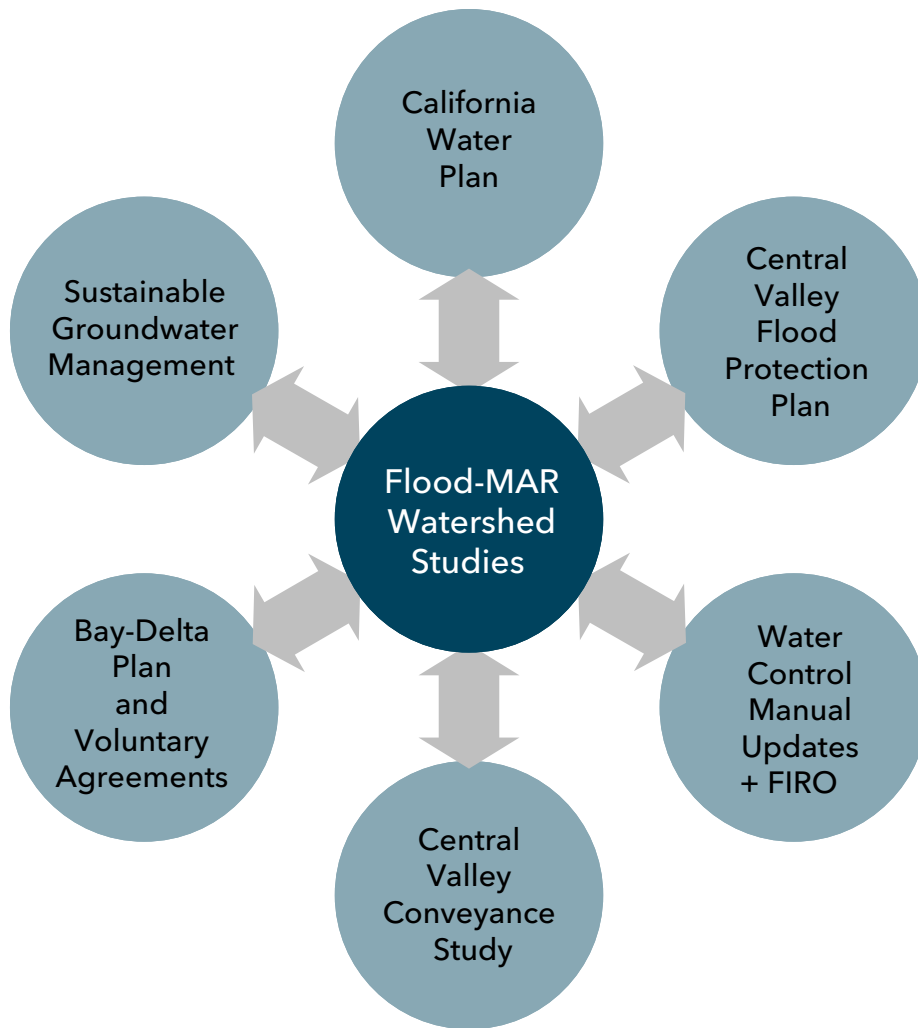 California
Water
Plan
Central
Valley
Flood
Protection
Plan
Sustainable
Groundwater
Management
Flood-MAR
Watershed
Studies
Bay-Delta
Plan
and
Voluntary
Agreements
Water
Control
Manual
Updates
+ FIRO
Central
Valley
Conveyance
Study